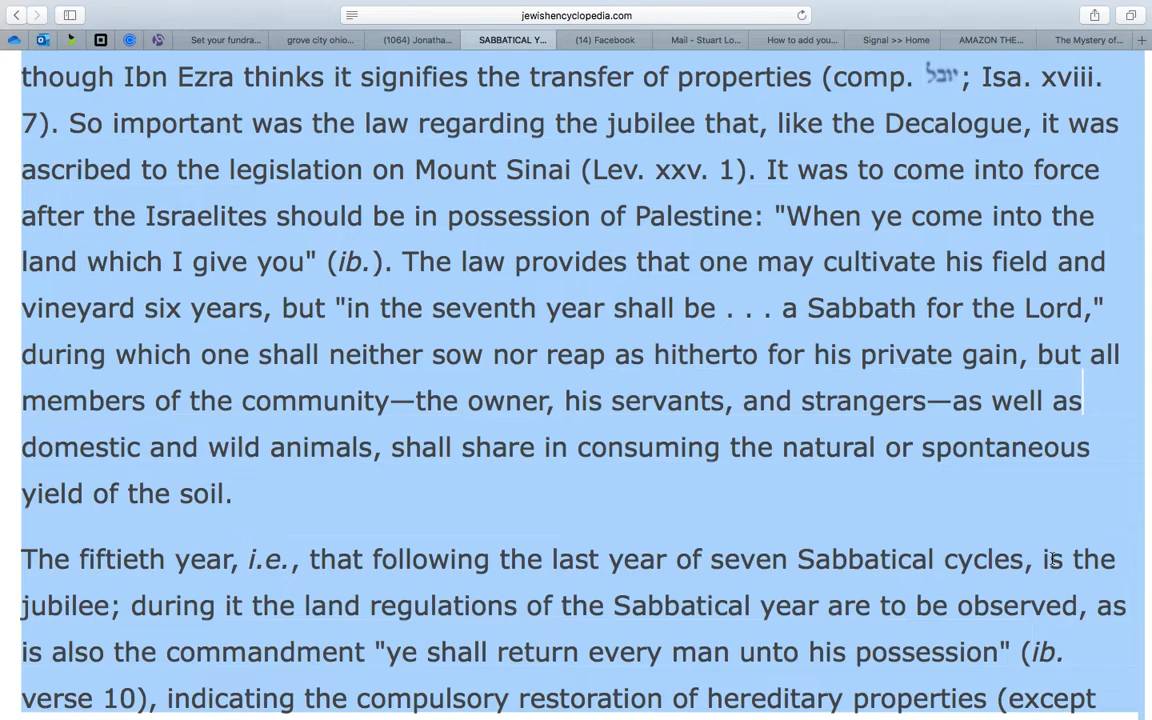 jewishencyclopedia.com
Set your fundra...
grove city ohio...
(1064) Jonatha...
SABBATICAL Y...
(14) Facebook
Mail - Stuart Lo...
How to add you...
Signal >> Home
AMAZON THE...
The Mystery of...
though Ibn Ezra thinks it signifies the transfer of properties (comp. יובל; Isa. xviii.
7). So important was the law regarding the jubilee that, like the Decalogue, it was
ascribed to the legislation on Mount Sinai (Lev. xxv. 1). It was to come into force
after the Israelites should be in possession of Palestine: "When ye come into the
land which I give you" (ib.). The law provides that one may cultivate his field and
vineyard six years, but "in the seventh year shall be . . . a Sabbath for the Lord,"
during which one shall neither sow nor reap as hitherto for his private gain, but all
members of the community—the owner, his servants, and strangers—as well as
domestic and wild animals, shall share in consuming the natural or spontaneous
yield of the soil.
The fiftieth year, i.e., that following the last year of seven Sabbatical cycles, is the
jubilee; during it the land regulations of the Sabbatical year are to be observed, as
is also the commandment "ye shall return every man unto his possession" (ib.
verse 10), indicating the compulsory restoration of hereditary properties (except